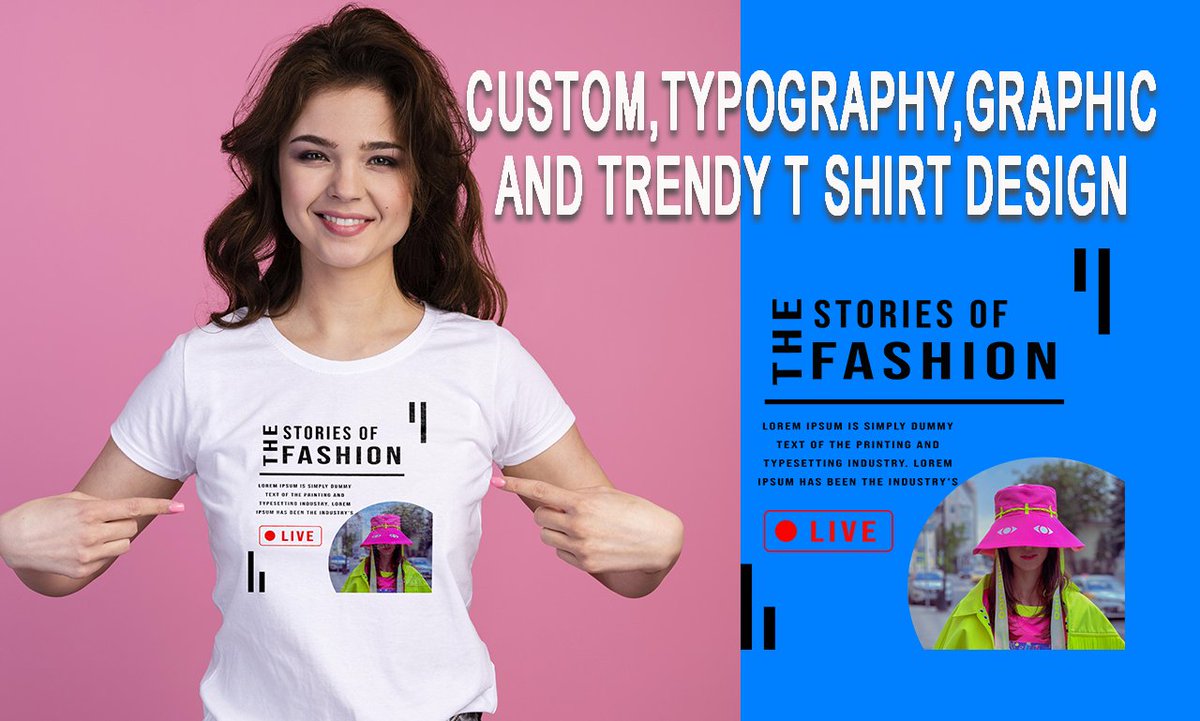 CUSTOM,TYPOGRAPHY,GRAPHIC
AND TRENDY T SHIRT DESIGN
THE
STORIES OF
FASHION
LOREM IPSUM IS SIMPLY DUMMY
TEXT OF THE PRINTING AND
TYPESETTING INDUSTRY. LOREM
IPSUM HAS BEEN THE INDUSTRY'S
LIVE
THE
STORIES OF
FASHION
LOREM IPSUM IS SIMPLY DUMMY
TEXT OF THE PRINTING AND
TYPESETTING INDUSTRY. LOREM
IPSUM HAS BEEN THE INDUSTRY'S
LIVE